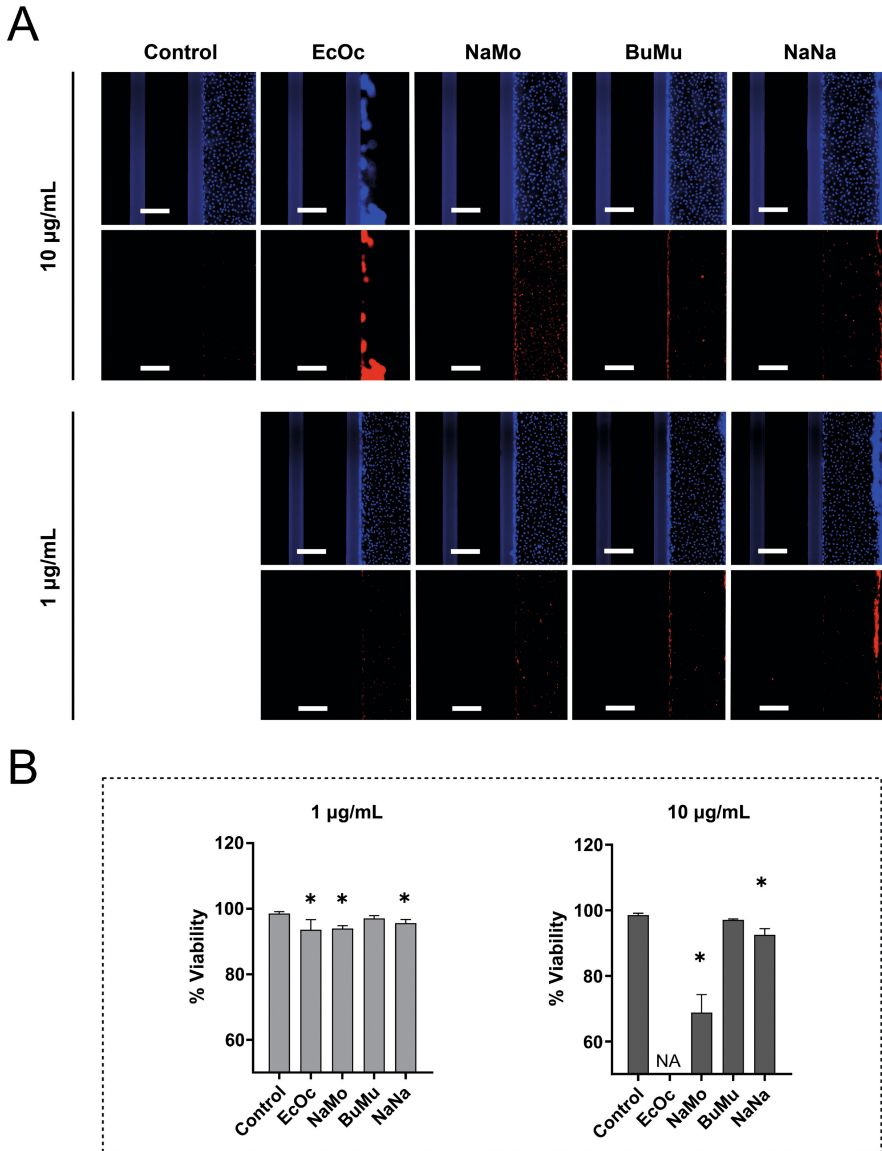 A
Control EcOc NaMo BuMu NaNa
10 µg/mL
1 µg/mL
B
1 µg/mL
120
100
80
60
% Viability
* * *
Control EcOc NaMo BuMu NaNa
10 µg/mL
120
100
80
60
% Viability
*
*
NA
Control EcOc NaMo BuMu NaNa